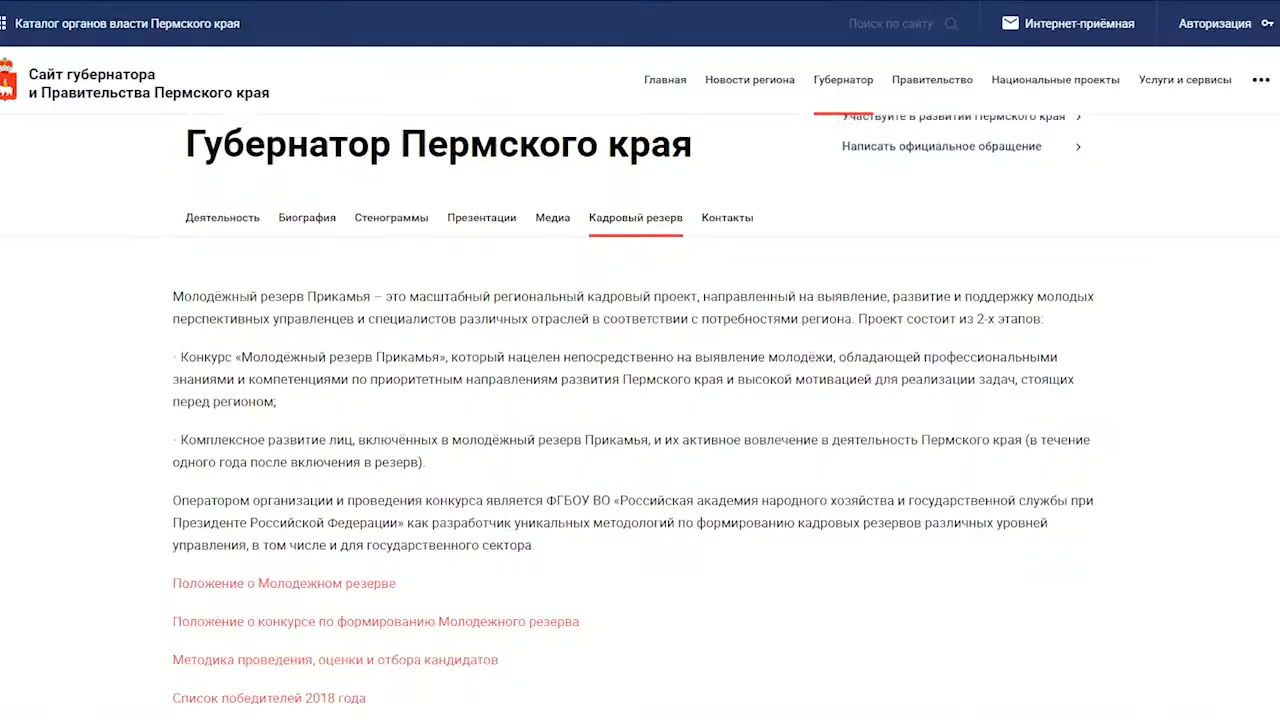 Каталог органов власти Пермского края
Поиск по сайту
Интернет-приёмная
Авторизация
Сайт губернатора
и Правительства Пермского края
Главная
Новости региона
Губернатор
Правительство
Национальные проекты
Услуги и сервисы
Участвуйте в развитии Пермского края
Губернатор Пермского края
Написать официальное обращение
Деятельность
Биография
Стенограммы
Презентации
Медиа
Кадровый резерв
Контакты
Молодёжный резерв Прикамья – это масштабный региональный кадровый проект, направленный на выявление, развитие и поддержку молодых
перспективных управленцев и специалистов различных отраслей в соответствии с потребностями региона. Проект состоит из 2-х этапов:
· Конкурс «Молодёжный резерв Прикамья», который нацелен непосредственно на выявление молодёжи, обладающей профессиональными
знаниями и компетенциями по приоритетным направлениям развития Пермского края и высокой мотивацией для реализации задач, стоящих
перед регионом;
· Комплексное развитие лиц, включённых в молодёжный резерв Прикамья, и их активное вовлечение в деятельность Пермского края (в течение
одного года после включения в резерв).
Оператором организации и проведения конкурса является ФГБОУ ВО «Российская академия народного хозяйства и государственной службы при
Президенте Российской Федерации» как разработчик уникальных методологий по формированию кадровых резервов различных уровней
управления, в том числе и для государственного сектора.
Положение о Молодежном резерве
Положение о конкурсе по формированию Молодежного резерва
Методика проведения, оценки и отбора кандидатов
Список победителей 2018 года